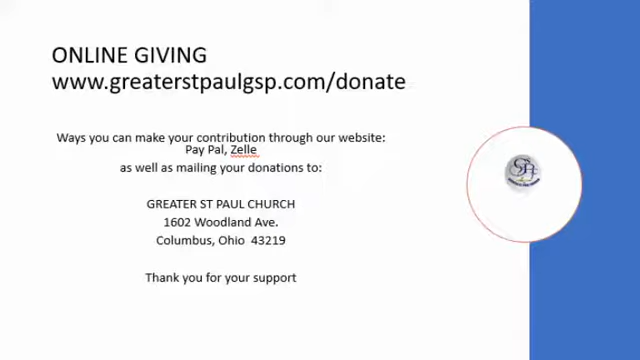 ONLINE GIVING
www.greaterstpaulgsp.com/donate
Ways you can make your contribution through our website:
Pay Pal, Zelle
as well as mailing your donations to:
GREATER ST PAUL CHURCH
1602 Woodland Ave.
Columbus, Ohio 43219
Thank you for your support